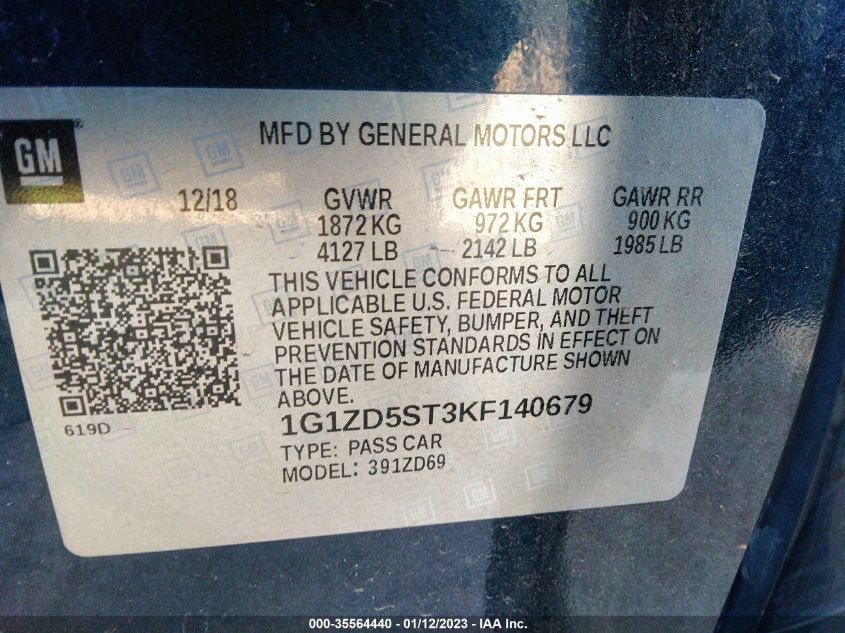 GM
MFD BY GENERAL MOTORS LLC
12/18 GVWR GAWR FRT GAWR RR
1872 KG 972 KG 900 KG
4127 LB 2142 LB 1985 LB
THIS VEHICLE CONFORMS TO ALL
APPLICABLE U.S. FEDERAL MOTOR
VEHICLE SAFETY, BUMPER, AND THEFT
PREVENTION STANDARDS IN EFFECT ON
THE DATE OF MANUFACTURE SHOWN
ABOVE.
619D
1G1ZD5ST3KF140679
TYPE: PASS CAR
MODEL: 391ZD69
000-35564440 - 01/12/2023 - IAA Inc.